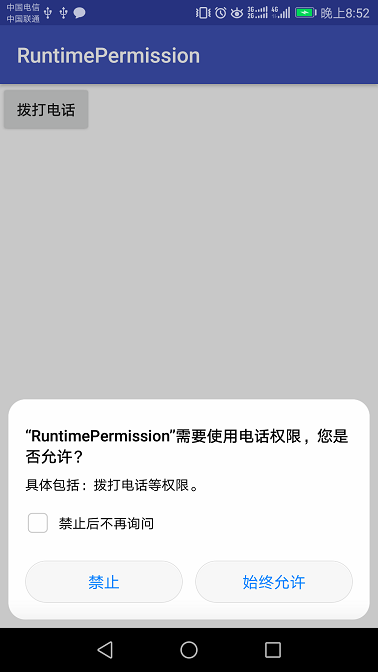 中国电信
中国联通
3G 2G 4G 晚上8:52
RuntimePermission
拨打电话
“RuntimePermission”需要使用电话权限，您是
否允许？
具体包括：拨打电话等权限。
禁止后不再询问
禁止 始终允许